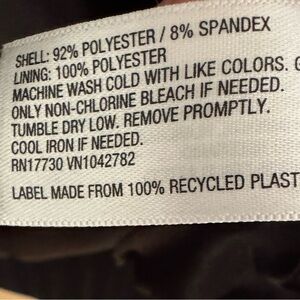 SHELL: 92% POLYESTER / 8% SPANDEX
LINING: 100% POLYESTER
MACHINE WASH COLD WITH LIKE COLORS.
ONLY NON-CHLORINE BLEACH IF NEEDED.
TUMBLE DRY LOW. REMOVE PROMPTLY.
COOL IRON IF NEEDED.
RN17730 VN1042782
LABEL MADE FROM 100% RECYCLED PLAST